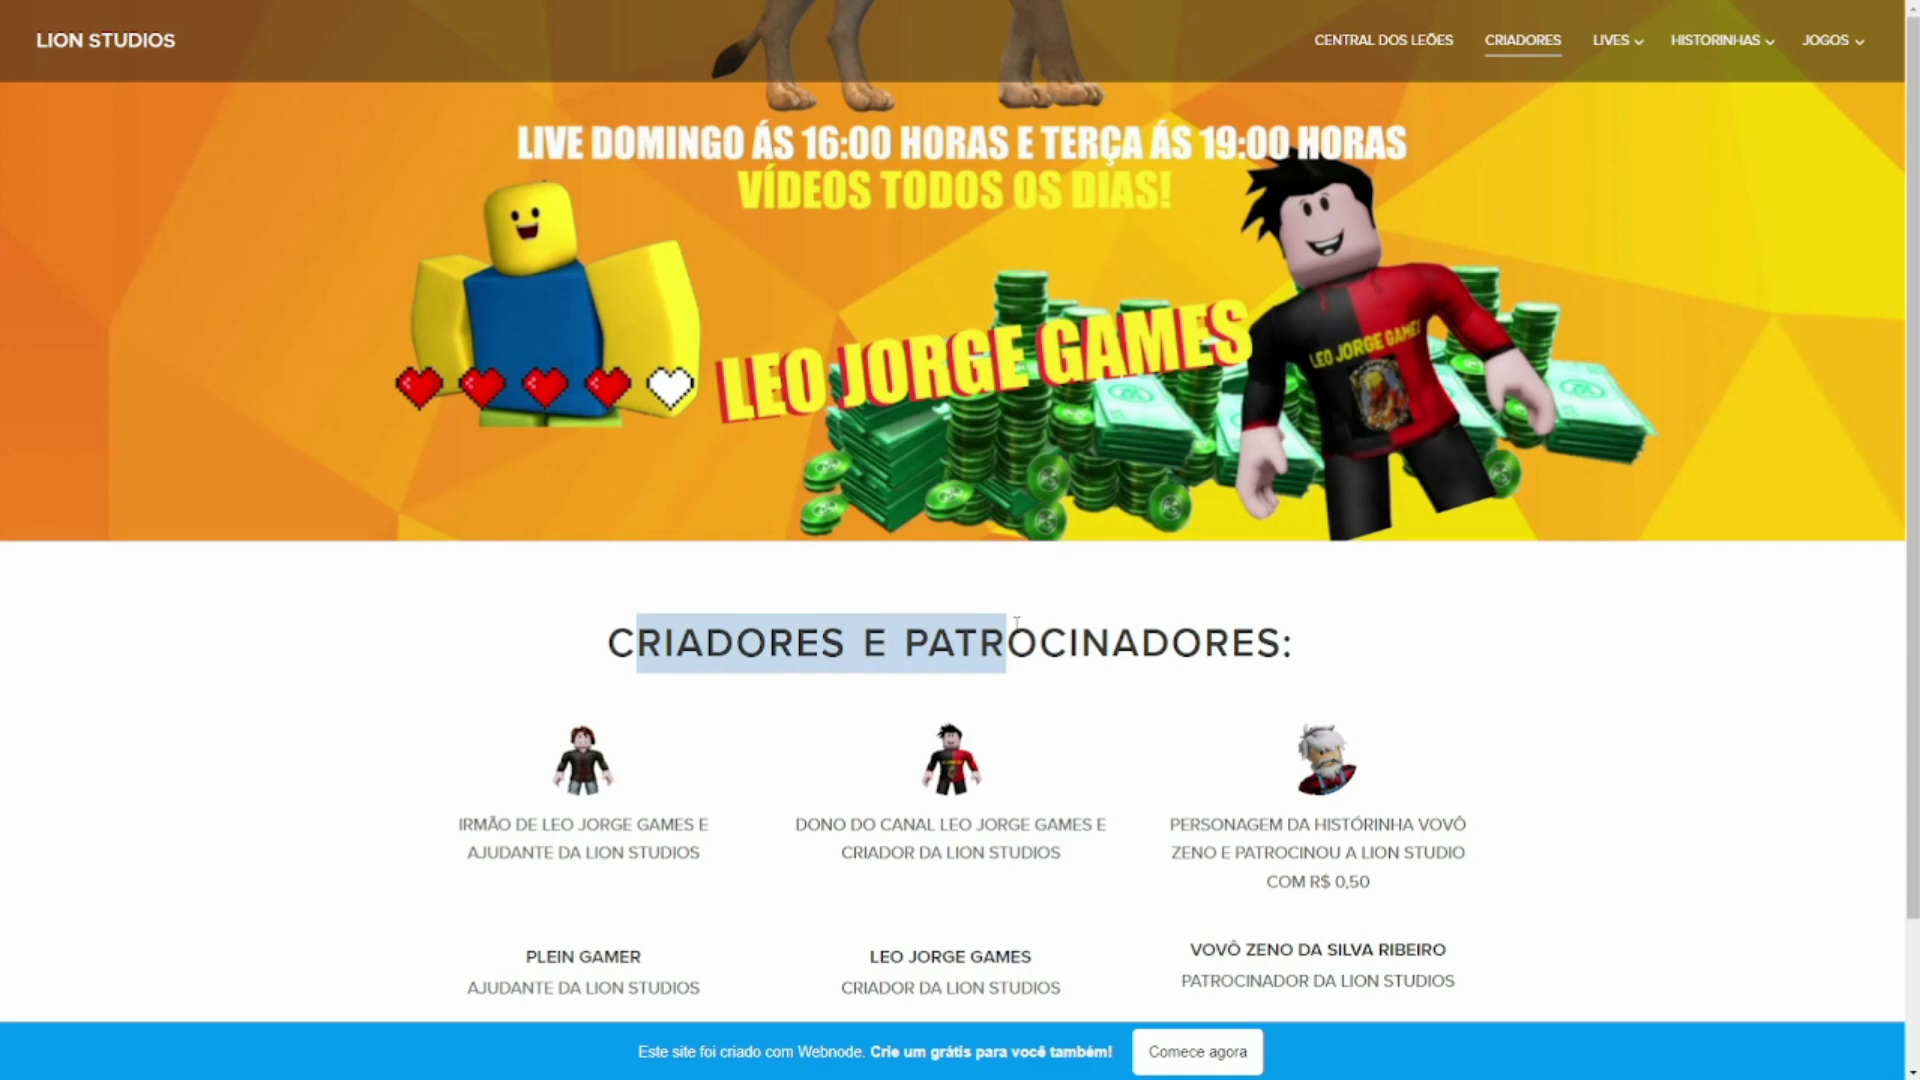 LION STUDIOS
CENTRAL DOS LEÕES
CRIADORES
LIVES
HISTORINHAS
JOGOS
LIVE DOMINGO ÁS 16:00 HORAS E TERÇA ÁS 19:00 HORAS
VÍDEOS TODOS OS DIAS!
LEO JORGE GAMES
LEO JORGE GAMES
CRIADORES E PATROCINADORES:
IRMÃO DE LEO JORGE GAMES E
AJUDANTE DA LION STUDIOS
DONO DO CANAL LEO JORGE GAMES E
CRIADOR DA LION STUDIOS
PERSONAGEM DA HISTÓRINHA VOVÔ
ZENO E PATROCINOU A LION STUDIO
COM R$ 0,50
PLEIN GAMER
AJUDANTE DA LION STUDIOS
LEO JORGE GAMES
CRIADOR DA LION STUDIOS
VOVÔ ZENO DA SILVA RIBEIRO
PATROCINADOR DA LION STUDIOS
Este site foi criado com Webnode. Crie um grátis para você também!
Comece agora